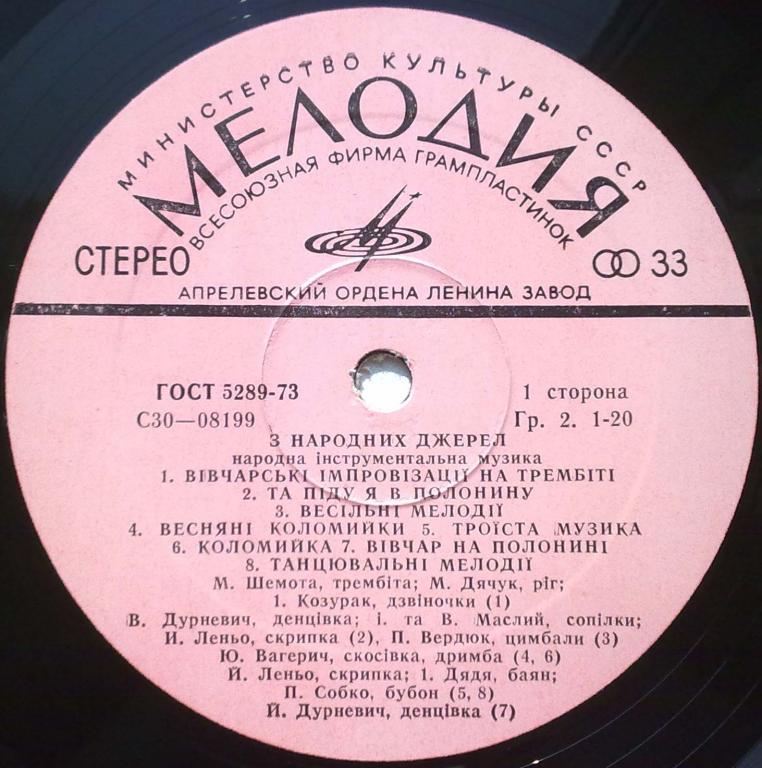 МИНИСТЕРСТВО КУЛЬТУРЫ СССР
МЕЛОДИЯ
ВСЕСОЮЗНАЯ ФИРМА ГРАМПЛАСТИНОК
СТЕРЕО 33
АПРЕЛЕВСКИЙ ОРДЕНА ЛЕНИНА ЗАВОД
ГОСТ 5289-73 1 сторона
С30—08199 Гр. 2. 1-20
З НАРОДНИХ ДЖЕРЕЛ
народна інструментальна музика
1. ВІВЧАРСЬКІ ІМПРОВІЗАЦІЇ НА ТРЕМБІТІ
2. ТА ПІДУ Я В ПОЛОНИНУ
3. ВЕСІЛЬНІ МЕЛОДІЇ
4. ВЕСНЯНІ КОЛОМИЙКИ 5. ТРОЇСТА МУЗИКА
6. КОЛОМИЙКА 7. ВІВЧАР НА ПОЛОНИНІ
8. ТАНЦЮВАЛЬНІ МЕЛОДІЇ
М. Шемота, трембіта; М. Дячук, ріг;
1. Козурак, дзвіночки (1)
В. Дурневич, денцівка; і. та В. Маслий, сопілки;
И. Леньо, скрипка (2), П. Вердюк, цимбали (3)
Ю. Вагерич, скосівка, дримба (4, 6)
Й. Леньо, скрипка; 1. Дядя, баян;
П. Собко, бубон (5, 8)
Й. Дурневич, денцівка (7)